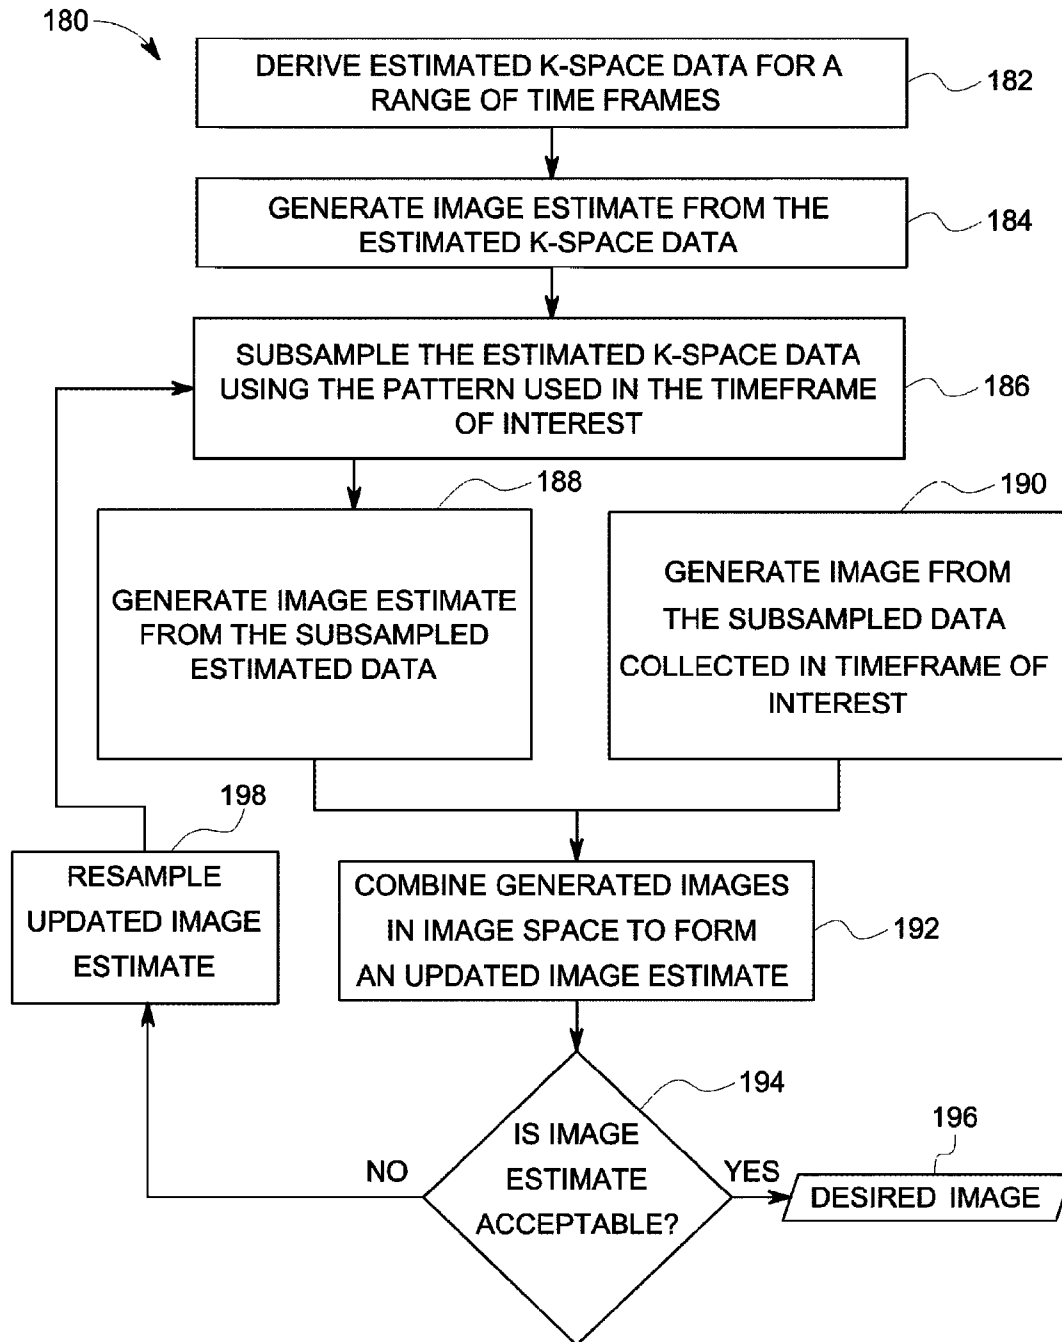 180
DERIVE ESTIMATED K-SPACE DATA FOR A
RANGE OF TIME FRAMES
182
GENERATE IMAGE ESTIMATE FROM THE
ESTIMATED K-SPACE DATA
184
SUBSAMPLE THE ESTIMATED K-SPACE DATA
USING THE PATTERN USED IN THE TIMEFRAME
OF INTEREST
186
188
GENERATE IMAGE ESTIMATE
FROM THE SUBSAMPLED
ESTIMATED DATA
190
GENERATE IMAGE FROM
THE SUBSAMPLED DATA
COLLECTED IN TIMEFRAME OF
INTEREST
198
RESAMPLE
UPDATED IMAGE
ESTIMATE
COMBINE GENERATED IMAGES
IN IMAGE SPACE TO FORM
AN UPDATED IMAGE ESTIMATE
192
194
IS IMAGE
ESTIMATE
ACCEPTABLE?
NO
YES
196
DESIRED IMAGE